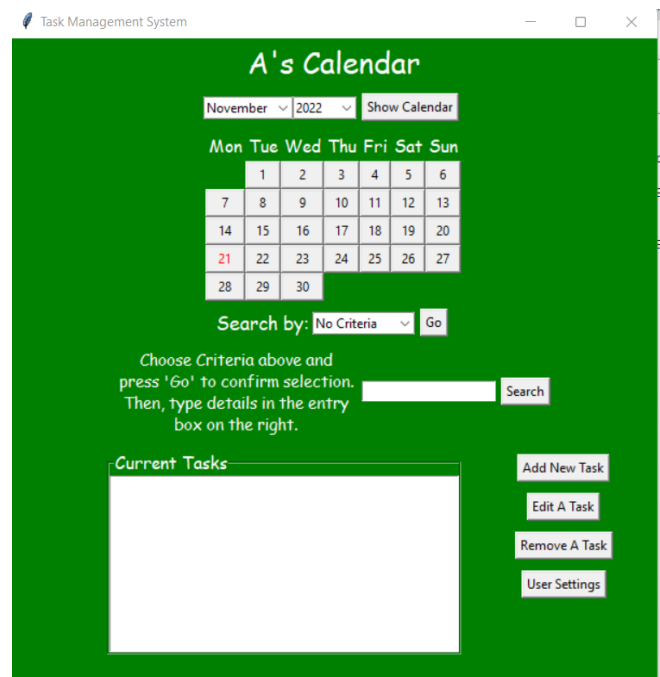 Task Management System
A's Calendar
November 2022 Show Calendar
Mon Tue Wed Thu Fri Sat Sun
1 2 3 4 5 6
7 8 9 10 11 12 13
14 15 16 17 18 19 20
21 22 23 24 25 26 27
28 29 30
Search by: No Criteria Go
Choose Criteria above and
press 'Go' to confirm selection.
Then, type details in the entry
box on the right.
Search
Current Tasks
Add New Task
Edit A Task
Remove A Task
User Settings